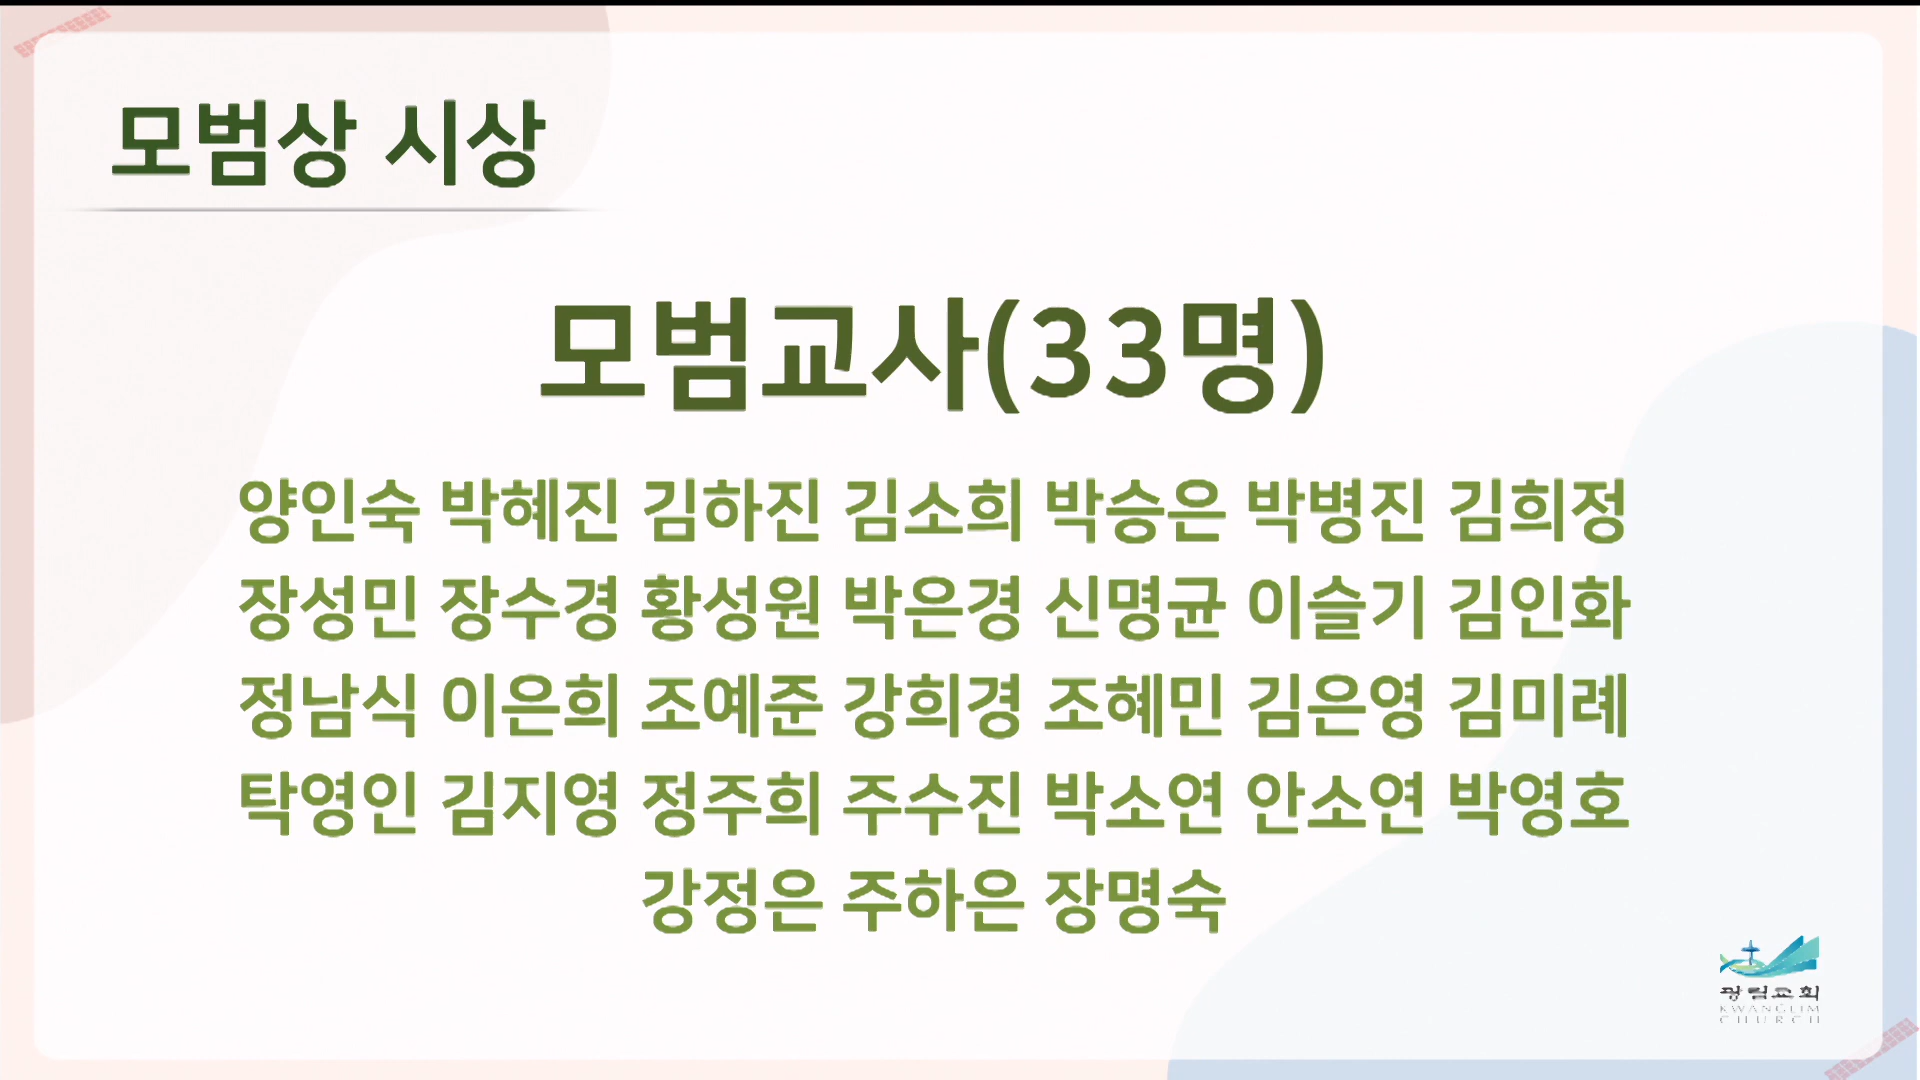 모범상 시상
모범교사(33명)
양인숙 박혜진 김하진 김소희 박승은 박병진 김희정
장성민 장수경 황성원 박은경 신명균 이슬기 김인화
정남식 이은희 조예준 강희경 조혜민 김은영 김미례
탁영인 김지영 정주희 주수진 박소연 안소연 박영호
강정은 주하은 장명숙
광림교회
KWANGLIM
CHURCH